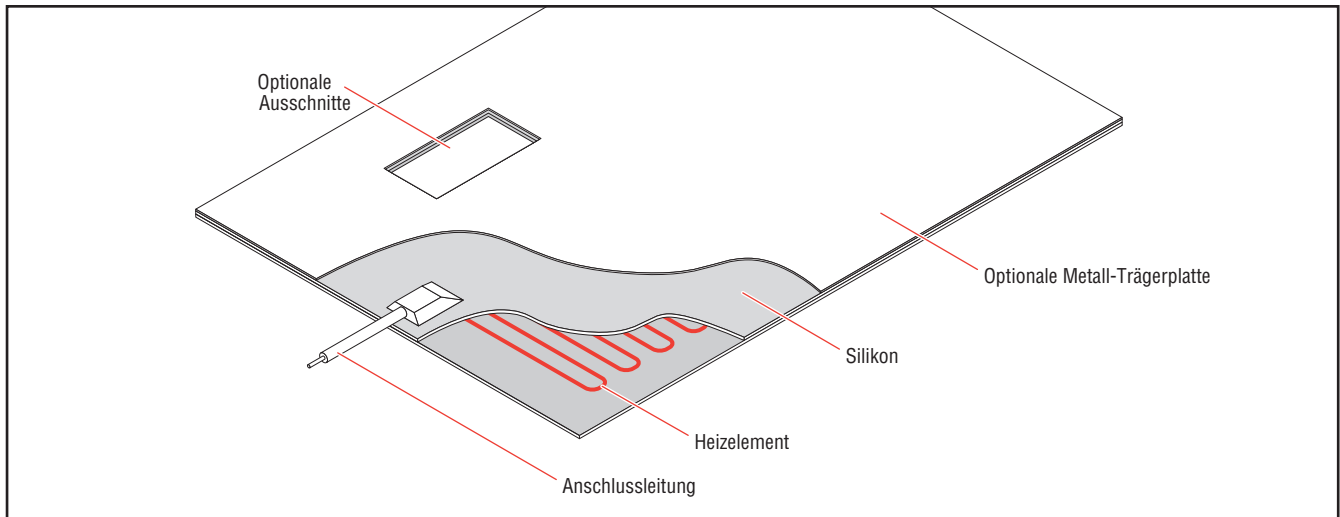 Optionale
Ausschnitte
Optionale Metall-Trägerplatte
Silikon
Heizelement
Anschlussleitung